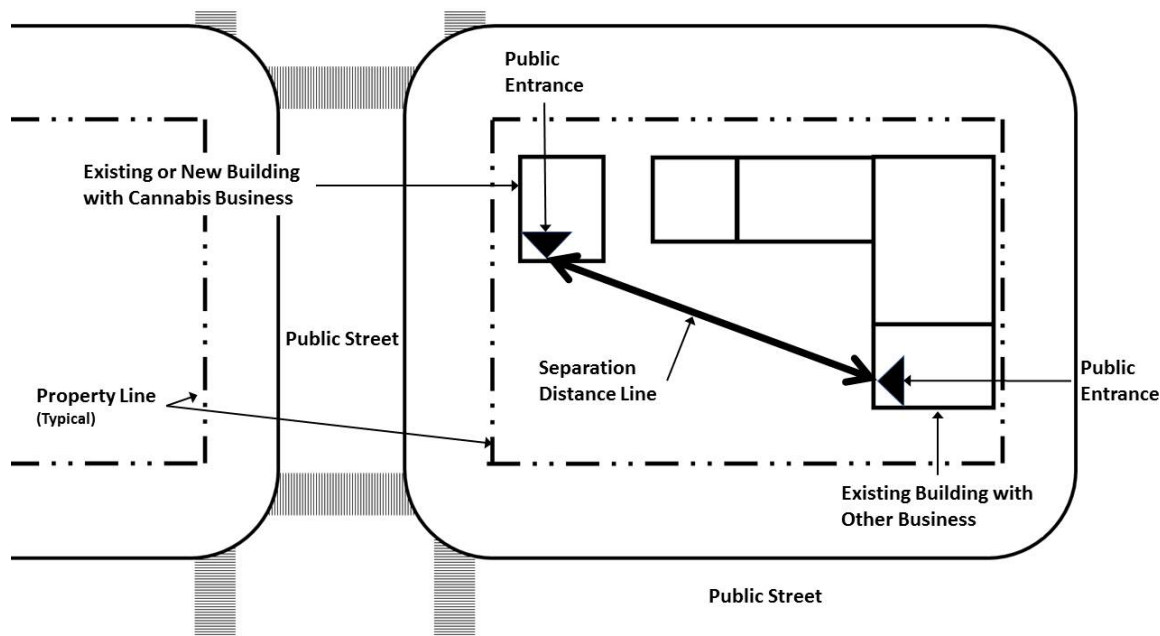 Public
Entrance
Existing or New Building
with Cannabis Business
Public Street
Separation
Distance Line
Property Line
(Typical)
Public
Entrance
Existing Building with
Other Business
Public Street